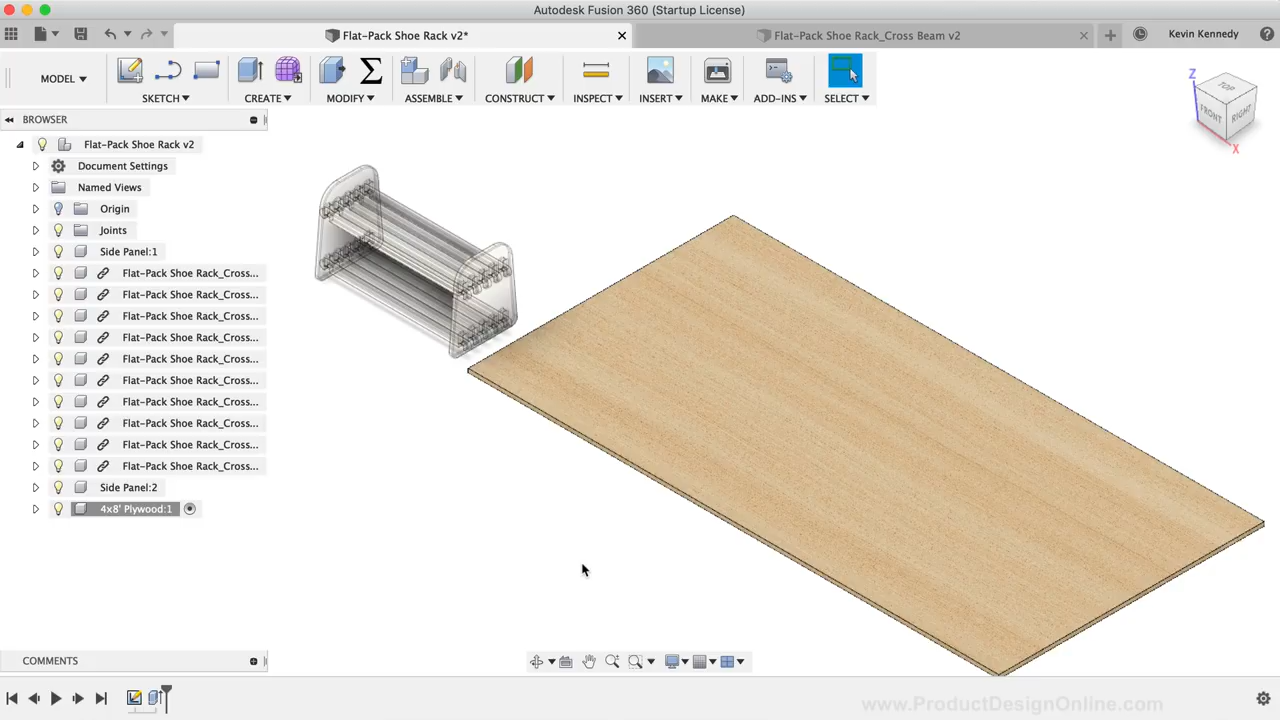 Autodesk Fusion 360 (Startup License)
Flat-Pack Shoe Rack v2*
Flat-Pack Shoe Rack_Cross Beam v2
Kevin Kennedy
MODEL
SKETCH
CREATE
MODIFY
ASSEMBLE
CONSTRUCT
INSPECT
INSERT
MAKE
ADD-INS
SELECT
Z
TOP
FRONT
RIGHT
X
BROWSER
Flat-Pack Shoe Rack v2
Document Settings
Named Views
Origin
Joints
Side Panel:1
Flat-Pack Shoe Rack_Cross...
Flat-Pack Shoe Rack_Cross...
Flat-Pack Shoe Rack_Cross...
Flat-Pack Shoe Rack_Cross...
Flat-Pack Shoe Rack_Cross...
Flat-Pack Shoe Rack_Cross...
Flat-Pack Shoe Rack_Cross...
Flat-Pack Shoe Rack_Cross...
Flat-Pack Shoe Rack_Cross...
Flat-Pack Shoe Rack_Cross...
Side Panel:2
4x8' Plywood:1
COMMENTS
www.ProductDesignOnline.com